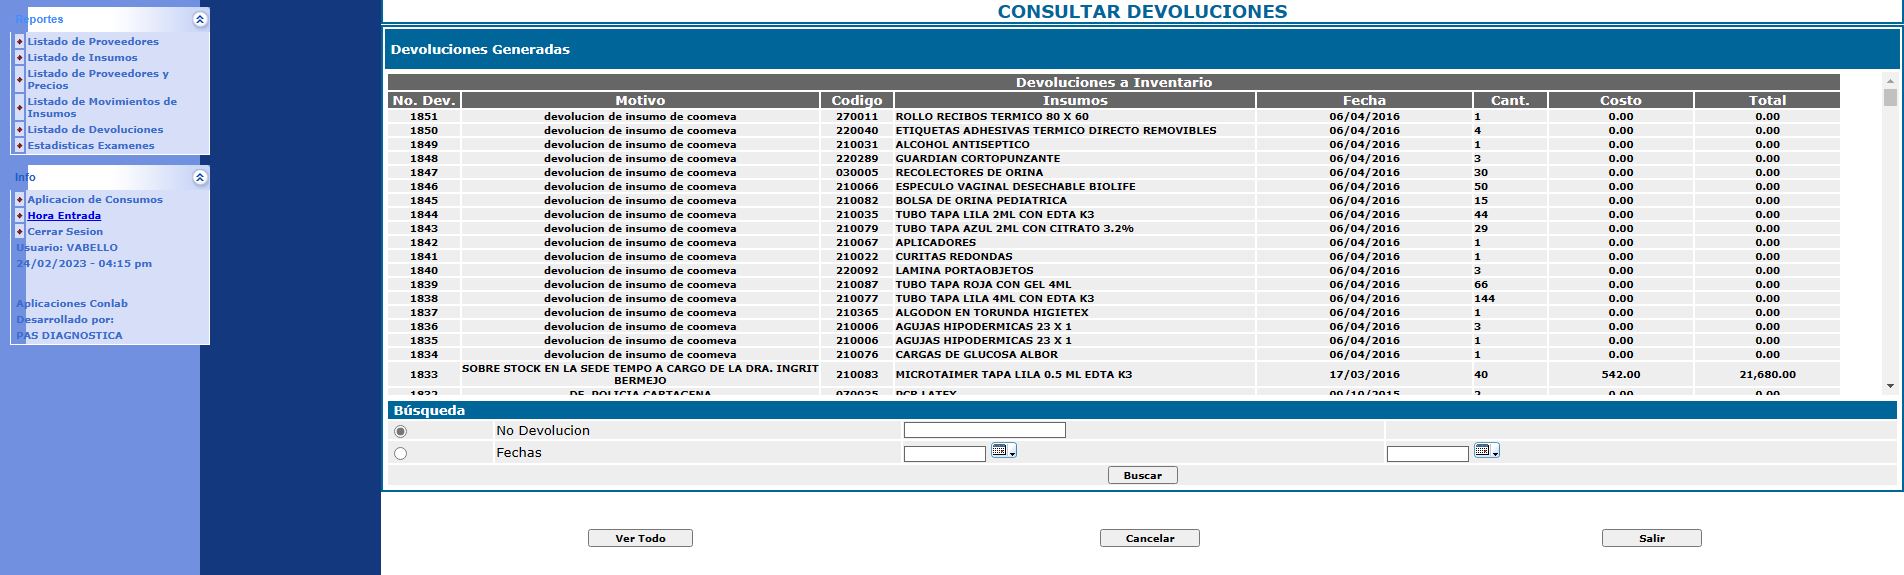 Reportes
Listado de Proveedores
Listado de Insumos
Listado de Proveedores y
Precios
Listado de Movimientos de
Insumos
Listado de Devoluciones
Estadisticas Examenes
Info
Aplicacion de Consumos
Hora Entrada
Cerrar Sesion
Usuario: VABELLO
24/02/2023 - 04:15 pm
Aplicaciones Conlab
Desarrollado por:
PAS DIAGNOSTICA
CONSULTAR DEVOLUCIONES
Devoluciones Generadas
Devoluciones a Inventario
No. Dev. Motivo Codigo Insumos Fecha Cant. Costo Total
1851 devolucion de insumo de coomeva 270011 ROLLO RECIBOS TERMICO 80 X 60 06/04/2016 1 0.00 0.00
1850 devolucion de insumo de coomeva 220040 ETIQUETAS ADHESIVAS TERMICO DIRECTO REMOVIBLES 06/04/2016 4 0.00 0.00
1849 devolucion de insumo de coomeva 210031 ALCOHOL ANTISEPTICO 06/04/2016 1 0.00 0.00
1848 devolucion de insumo de coomeva 220289 GUARDIAN CORTOPUNZANTE 06/04/2016 3 0.00 0.00
1847 devolucion de insumo de coomeva 030005 RECOLECTORES DE ORINA 06/04/2016 30 0.00 0.00
1846 devolucion de insumo de coomeva 210066 ESPECULO VAGINAL DESECHABLE BIOLIFE 06/04/2016 50 0.00 0.00
1845 devolucion de insumo de coomeva 210082 BOLSA DE ORINA PEDIATRICA 06/04/2016 15 0.00 0.00
1844 devolucion de insumo de coomeva 210035 TUBO TAPA LILA 2ML CON EDTA K3 06/04/2016 44 0.00 0.00
1843 devolucion de insumo de coomeva 210079 TUBO TAPA AZUL 2ML CON CITRATO 3.2% 06/04/2016 29 0.00 0.00
1842 devolucion de insumo de coomeva 210067 APLICADORES 06/04/2016 1 0.00 0.00
1841 devolucion de insumo de coomeva 210022 CURITAS REDONDAS 06/04/2016 1 0.00 0.00
1840 devolucion de insumo de coomeva 220092 LAMINA PORTAOBJETOS 06/04/2016 3 0.00 0.00
1839 devolucion de insumo de coomeva 210087 TUBO TAPA ROJA CON GEL 4ML 06/04/2016 66 0.00 0.00
1838 devolucion de insumo de coomeva 210077 TUBO TAPA LILA 4ML CON EDTA K3 06/04/2016 144 0.00 0.00
1837 devolucion de insumo de coomeva 210365 ALGODON EN TORUNDA HIGIETEX 06/04/2016 1 0.00 0.00
1836 devolucion de insumo de coomeva 210006 AGUJAS HIPODERMICAS 23 X 1 06/04/2016 3 0.00 0.00
1835 devolucion de insumo de coomeva 210006 AGUJAS HIPODERMICAS 23 X 1 06/04/2016 1 0.00 0.00
1834 devolucion de insumo de coomeva 210076 CARGAS DE GLUCOSA ALBOR 06/04/2016 1 0.00 0.00
1833 SOBRE STOCK EN LA SEDE TEMPO A CARGO DE LA DRA. INGRIT BERMEJO 210083 MICROTAIMER TAPA LILA 0.5 ML EDTA K3 17/03/2016 40 542.00 21,680.00
1832 DE POLICIA CARTAGENA 070035 PCR LATEX 09/10/2015 2 0.00 0.00
Búsqueda
No Devolucion
Fechas
Buscar
Ver Todo Cancelar Salir